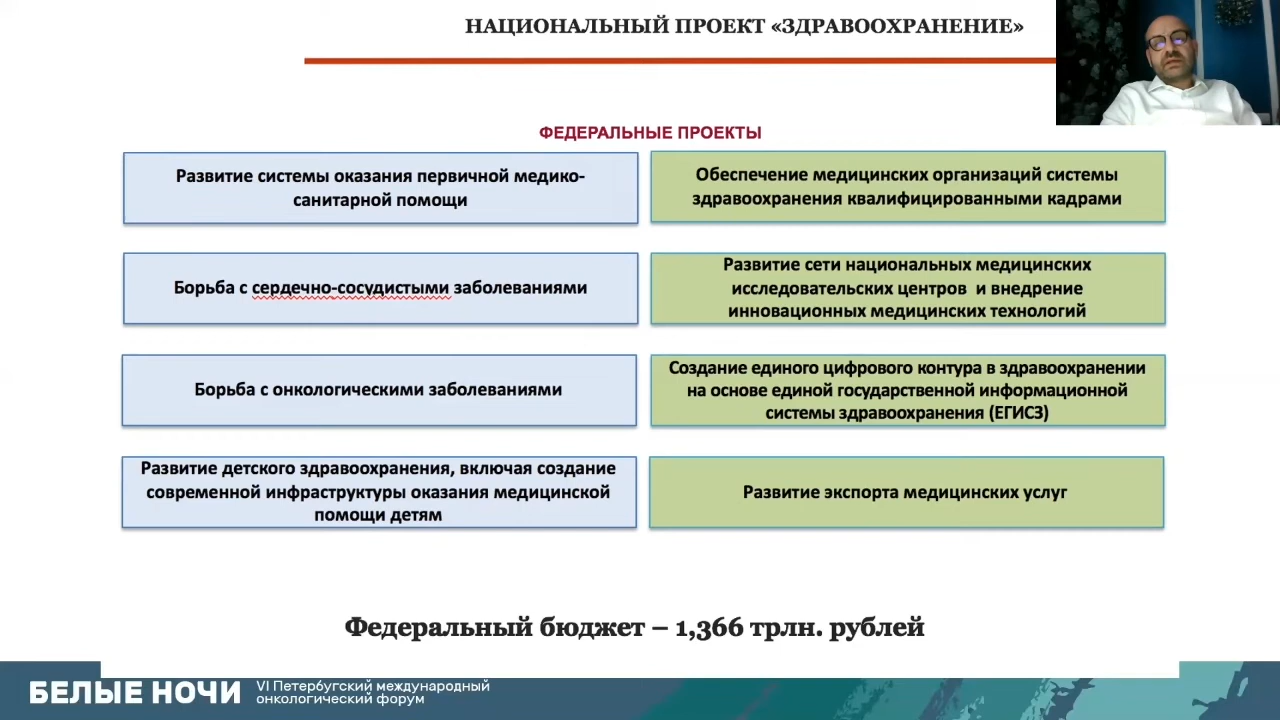 НАЦИОНАЛЬНЫЙ ПРОЕКТ «ЗДРАВООХРАНЕНИЕ»
ФЕДЕРАЛЬНЫЕ ПРОЕКТЫ
Развитие системы оказания первичной медико-
санитарной помощи
Обеспечение медицинских организаций системы
здравоохранения квалифицированными кадрами
Борьба с сердечно-сосудистыми заболеваниями
Развитие сети национальных медицинских
исследовательских центров и внедрение
инновационных медицинских технологий
Борьба с онкологическими заболеваниями
Создание единого цифрового контура в здравоохранении
на основе единой государственной информационной
системы здравоохранения (ЕГИСЗ)
Развитие детского здравоохранения, включая создание
современной инфраструктуры оказания медицинской
помощи детям
Развитие экспорта медицинских услуг
Федеральный бюджет – 1,366 трлн. рублей
БЕЛЫЕ НОЧИ
VI Петербугский международный
онкологический форум